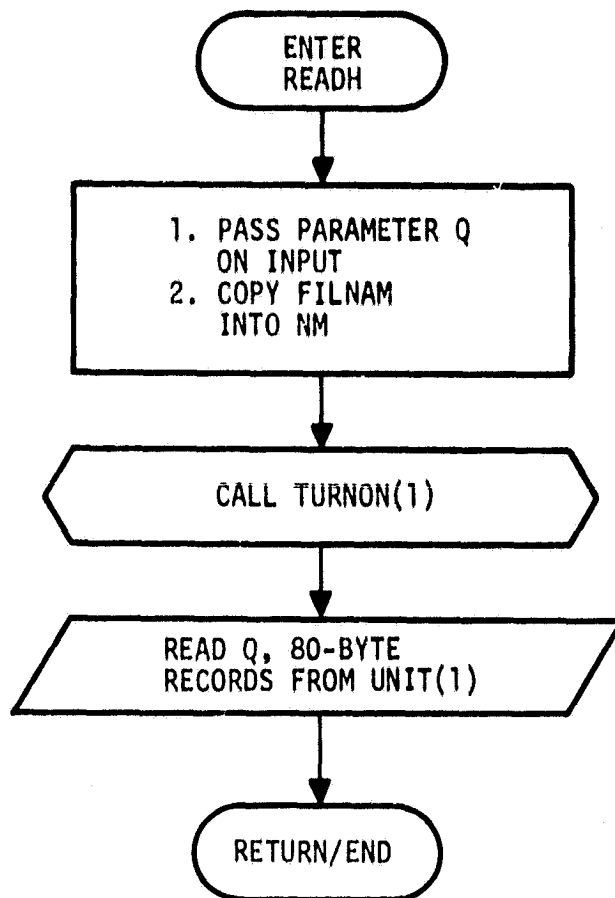 ENTER
READH
1. PASS PARAMETER Q
ON INPUT
2. COPY FILNAM
INTO NM
CALL TURNON(1)
READ Q, 80-BYTE
RECORDS FROM UNIT(1)
RETURN/END